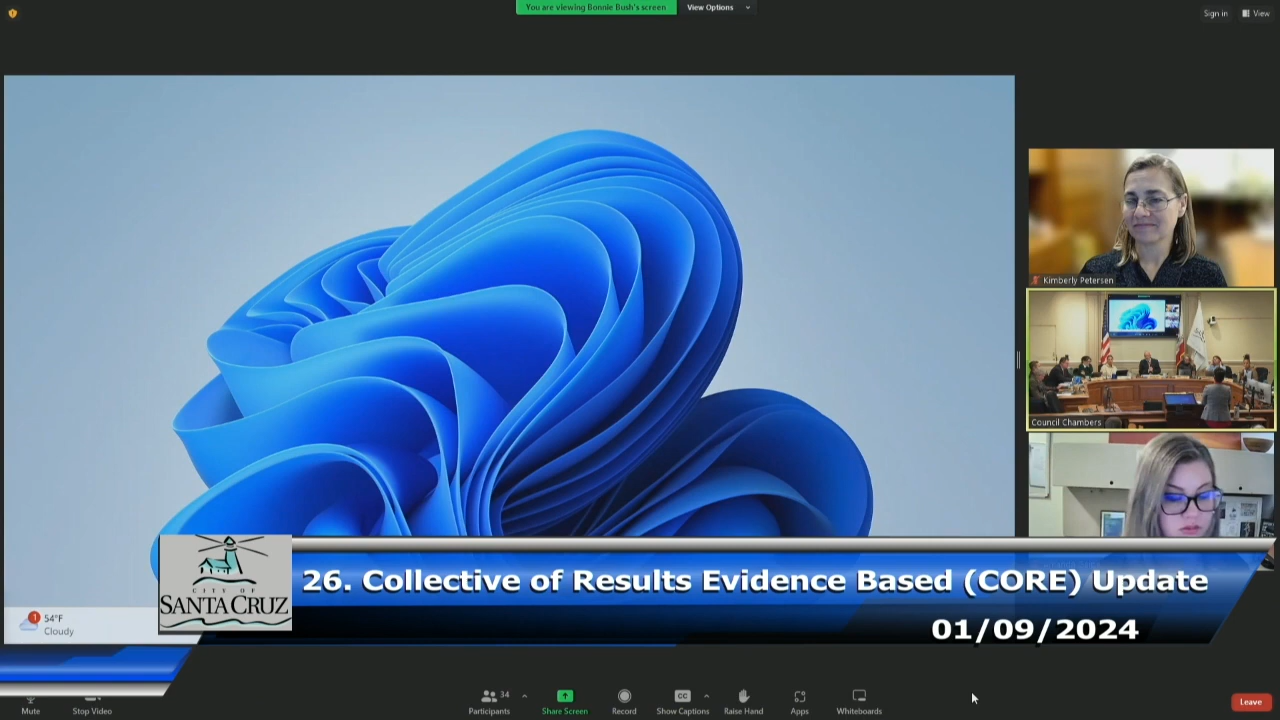 You are viewing Bonnie Bush's screen
View Options
Sign in
View
Kimberly Petersen
Council Chambers
CITY OF
SANTA CRUZ
26. Collective of Results Evidence Based (CORE) Update
01/09/2024
1
54°F
Cloudy
Mute
Stop Video
34
Participants
Share Screen
Record
CC
Show Captions
Raise Hand
Apps
Whiteboards
Leave